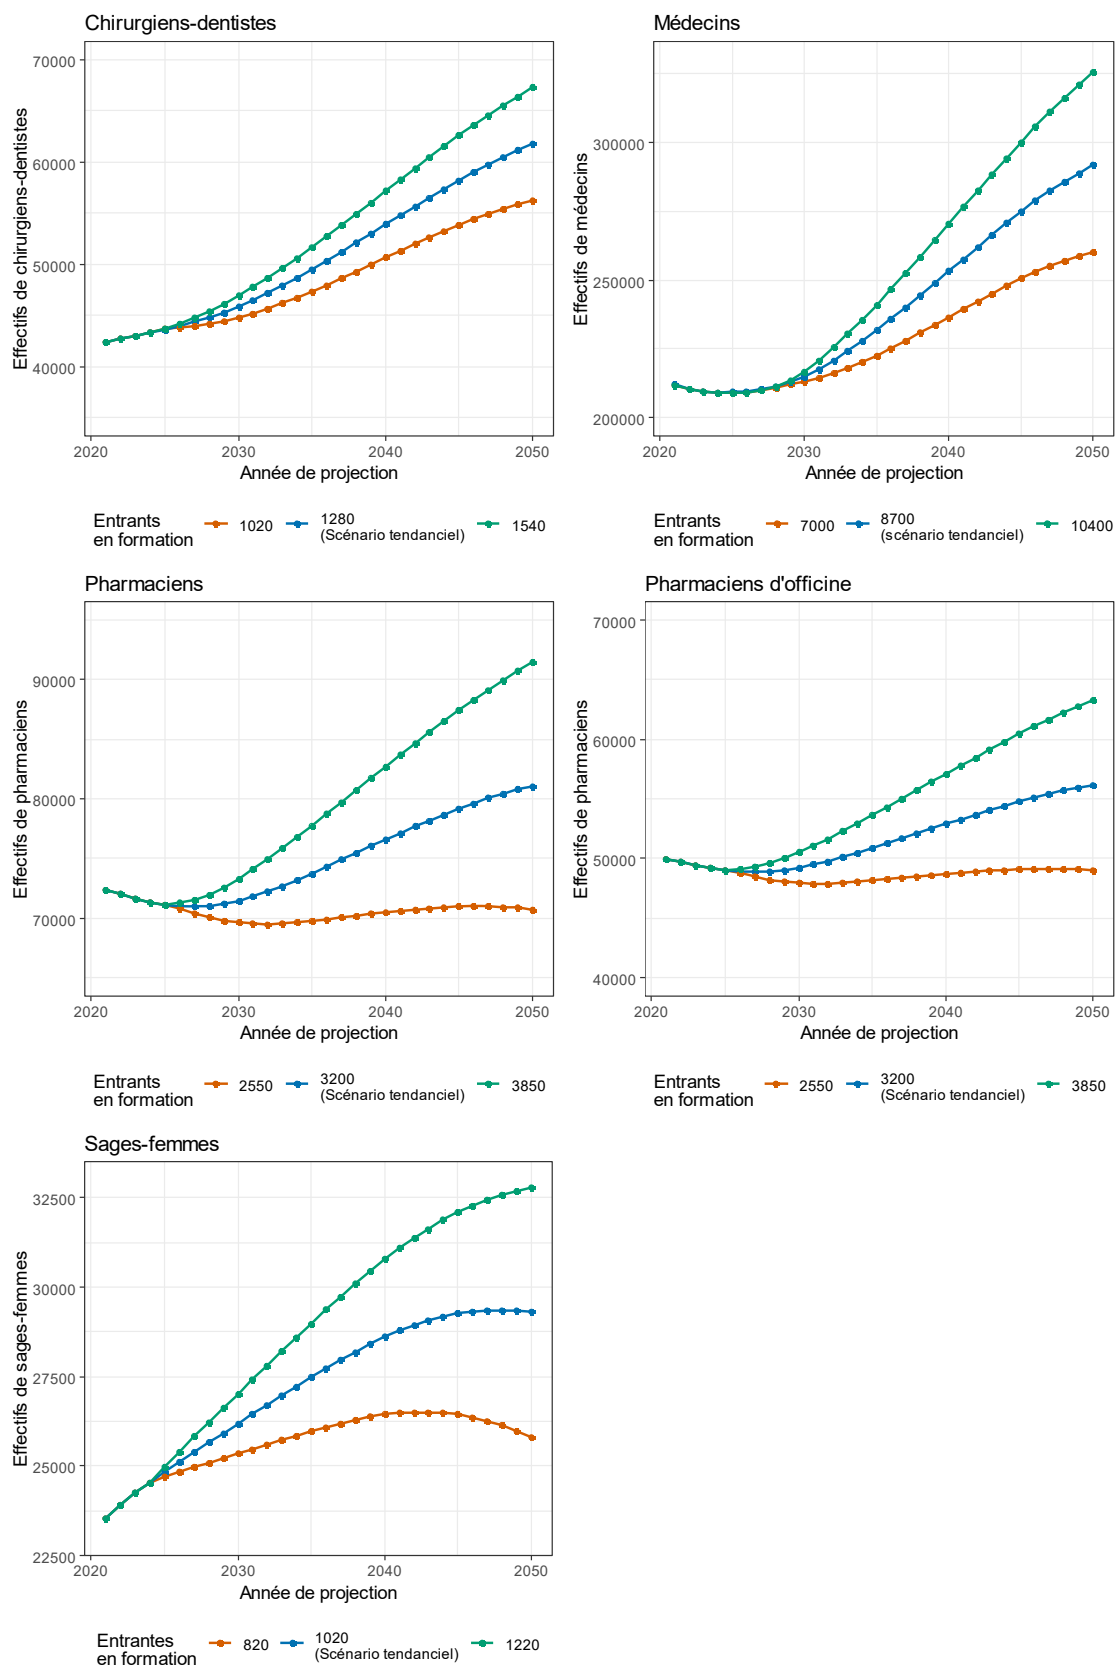 Chirurgiens-dentistes
Effectifs de chirurgiens-dentistes
70000
60000
50000
40000
2020
2030
2040
2050
Année de projection
Entrants
en formation
1020
1280
(Scénario tendanciel)
1540
Médecins
Effectifs de médecins
300000
250000
200000
2020
2030
2040
2050
Année de projection
Entrants
en formation
7000
8700
(scénario tendanciel)
10400
Pharmaciens
Effectifs de pharmaciens
90000
80000
70000
2020
2030
2040
2050
Année de projection
Entrants
en formation
2550
3200
(Scénario tendanciel)
3850
Pharmaciens d'officine
Effectifs de pharmaciens
70000
60000
50000
40000
2020
2030
2040
2050
Année de projection
Entrants
en formation
2550
3200
(Scénario tendanciel)
3850
Sages-femmes
Effectifs de sages-femmes
32500
30000
27500
25000
22500
2020
2030
2040
2050
Année de projection
Entrantes
en formation
820
1020
(Scénario tendanciel)
1220